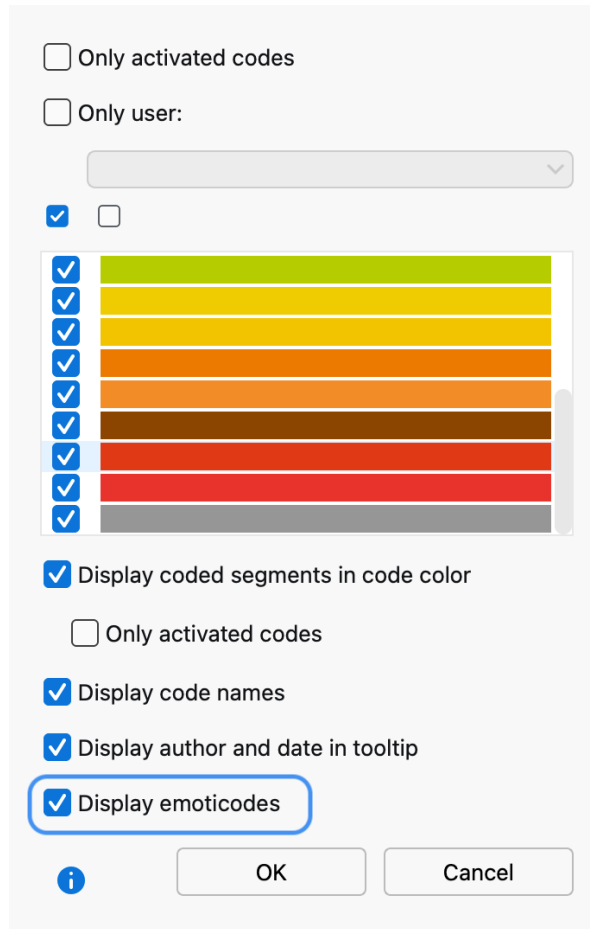 Only activated codes
Only user:
Display coded segments in code color
Only activated codes
Display code names
Display author and date in tooltip
Display emoticodes
OK Cancel